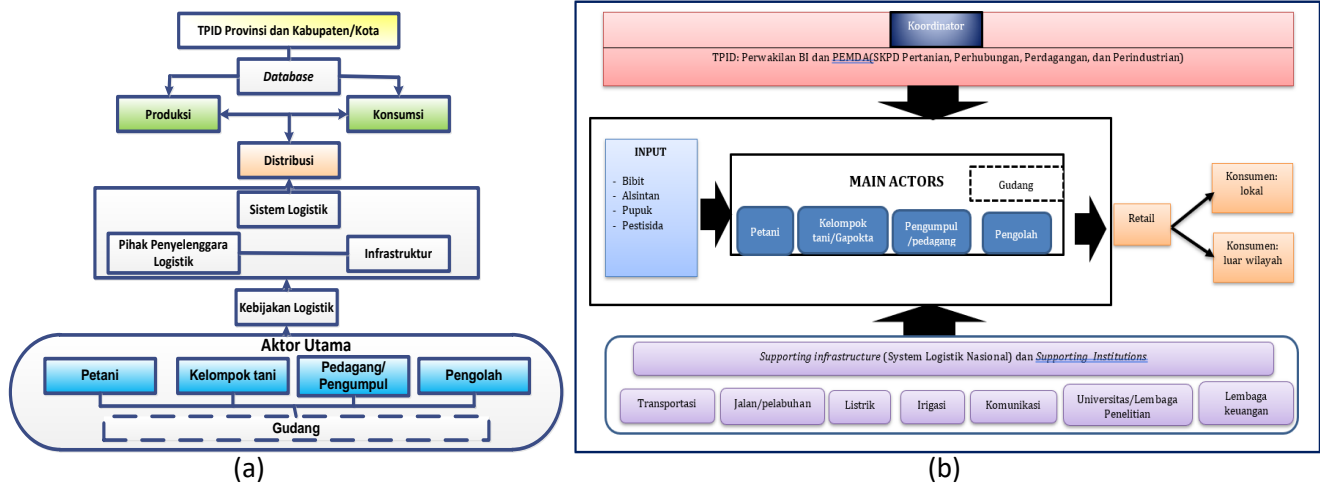 TPID Provinsi dan Kabupaten/Kota
Database
Produksi
Konsumsi
Distribusi
Sistem Logistik
Pihak Penyelenggara
Logistik
Infrastruktur
Kebijakan Logistik
Aktor Utama
Petani
Kelompok tani
Pedagang/
Pengumpul
Pengolah
Gudang
(a)
Koordinator
TPID: Perwakilan BI dan PEMDA(SKPD Pertanian, Perhubungan, Perdagangan, dan Perindustrian)
INPUT
- Bibit
- Alsintan
- Pupuk
- Pestisida
MAIN ACTORS
Gudang
Petani
Kelompok
tani/Gapokta
Pengumpul
/pedagang
Pengolah
Retail
Konsumen:
lokal
Konsumen:
luar wilayah
Supporting infrastructure (System Logistik Nasional) dan Supporting Institutions
Transportasi
Jalan/pelabuhan
Listrik
Irigasi
Komunikasi
Universitas/Lembaga
Penelitian
Lembaga
keuangan
(b)